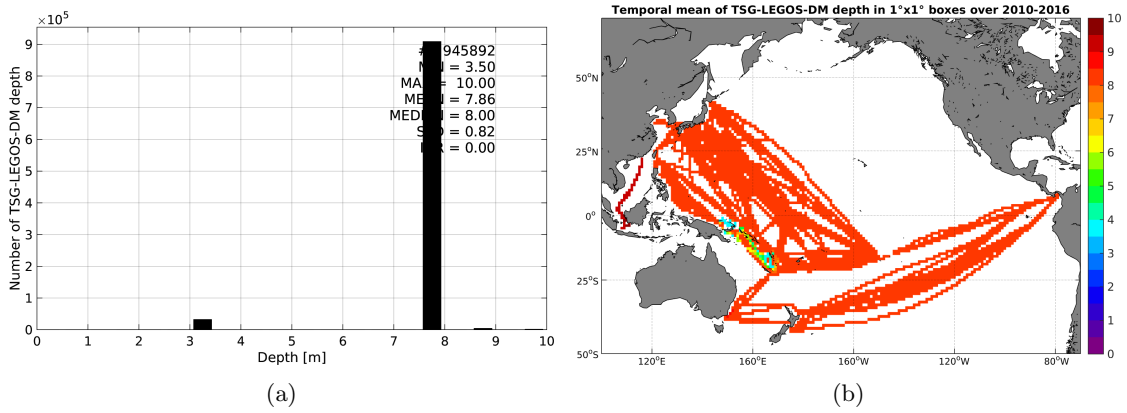 ×10⁵
9
8
7
6
5
4
3
2
1
0
Number of TSG-LEGOS-DM depth
945892
= 3.50
= 10.00
= 7.86
= 8.00
= 0.82
= 0.00
0 1 2 3 4 5 6 7 8 9 10
Depth [m]
(a)
Temporal mean of TSG-LEGOS-DM depth in 1°x1° boxes over 2010-2016
50°N
25°N
0°
25°S
50°S
120°E 160°E 160°W 120°W 80°W
10
9
8
7
6
5
4
3
2
1
0
(b)